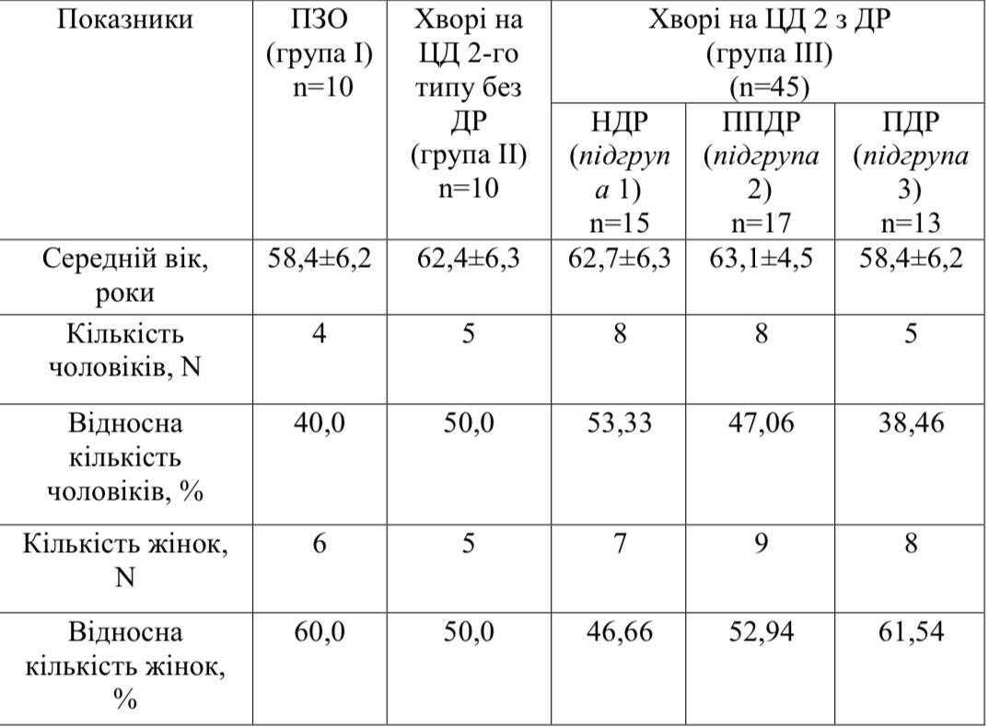 Показники
ПЗО
(група I)
n=10
Хворі на
ЦД 2-го
типу без
ДР
(група II)
n=10
Хворі на ЦД 2 з ДР
(група III)
(n=45)
НДР
(підгруп
а 1)
n=15
ППДР
(підгрупа
2)
n=17
ПДР
(підгрупа
3)
n=13
Середній вік,
роки
58,4±6,2
62,4±6,3
62,7±6,3
63,1±4,5
58,4±6,2
Кількість
чоловіків, N
4
5
8
8
5
Відносна
кількість
чоловіків, %
40,0
50,0
53,33
47,06
38,46
Кількість жінок,
N
6
5
7
9
8
Відносна
кількість жінок,
%
60,0
50,0
46,66
52,94
61,54